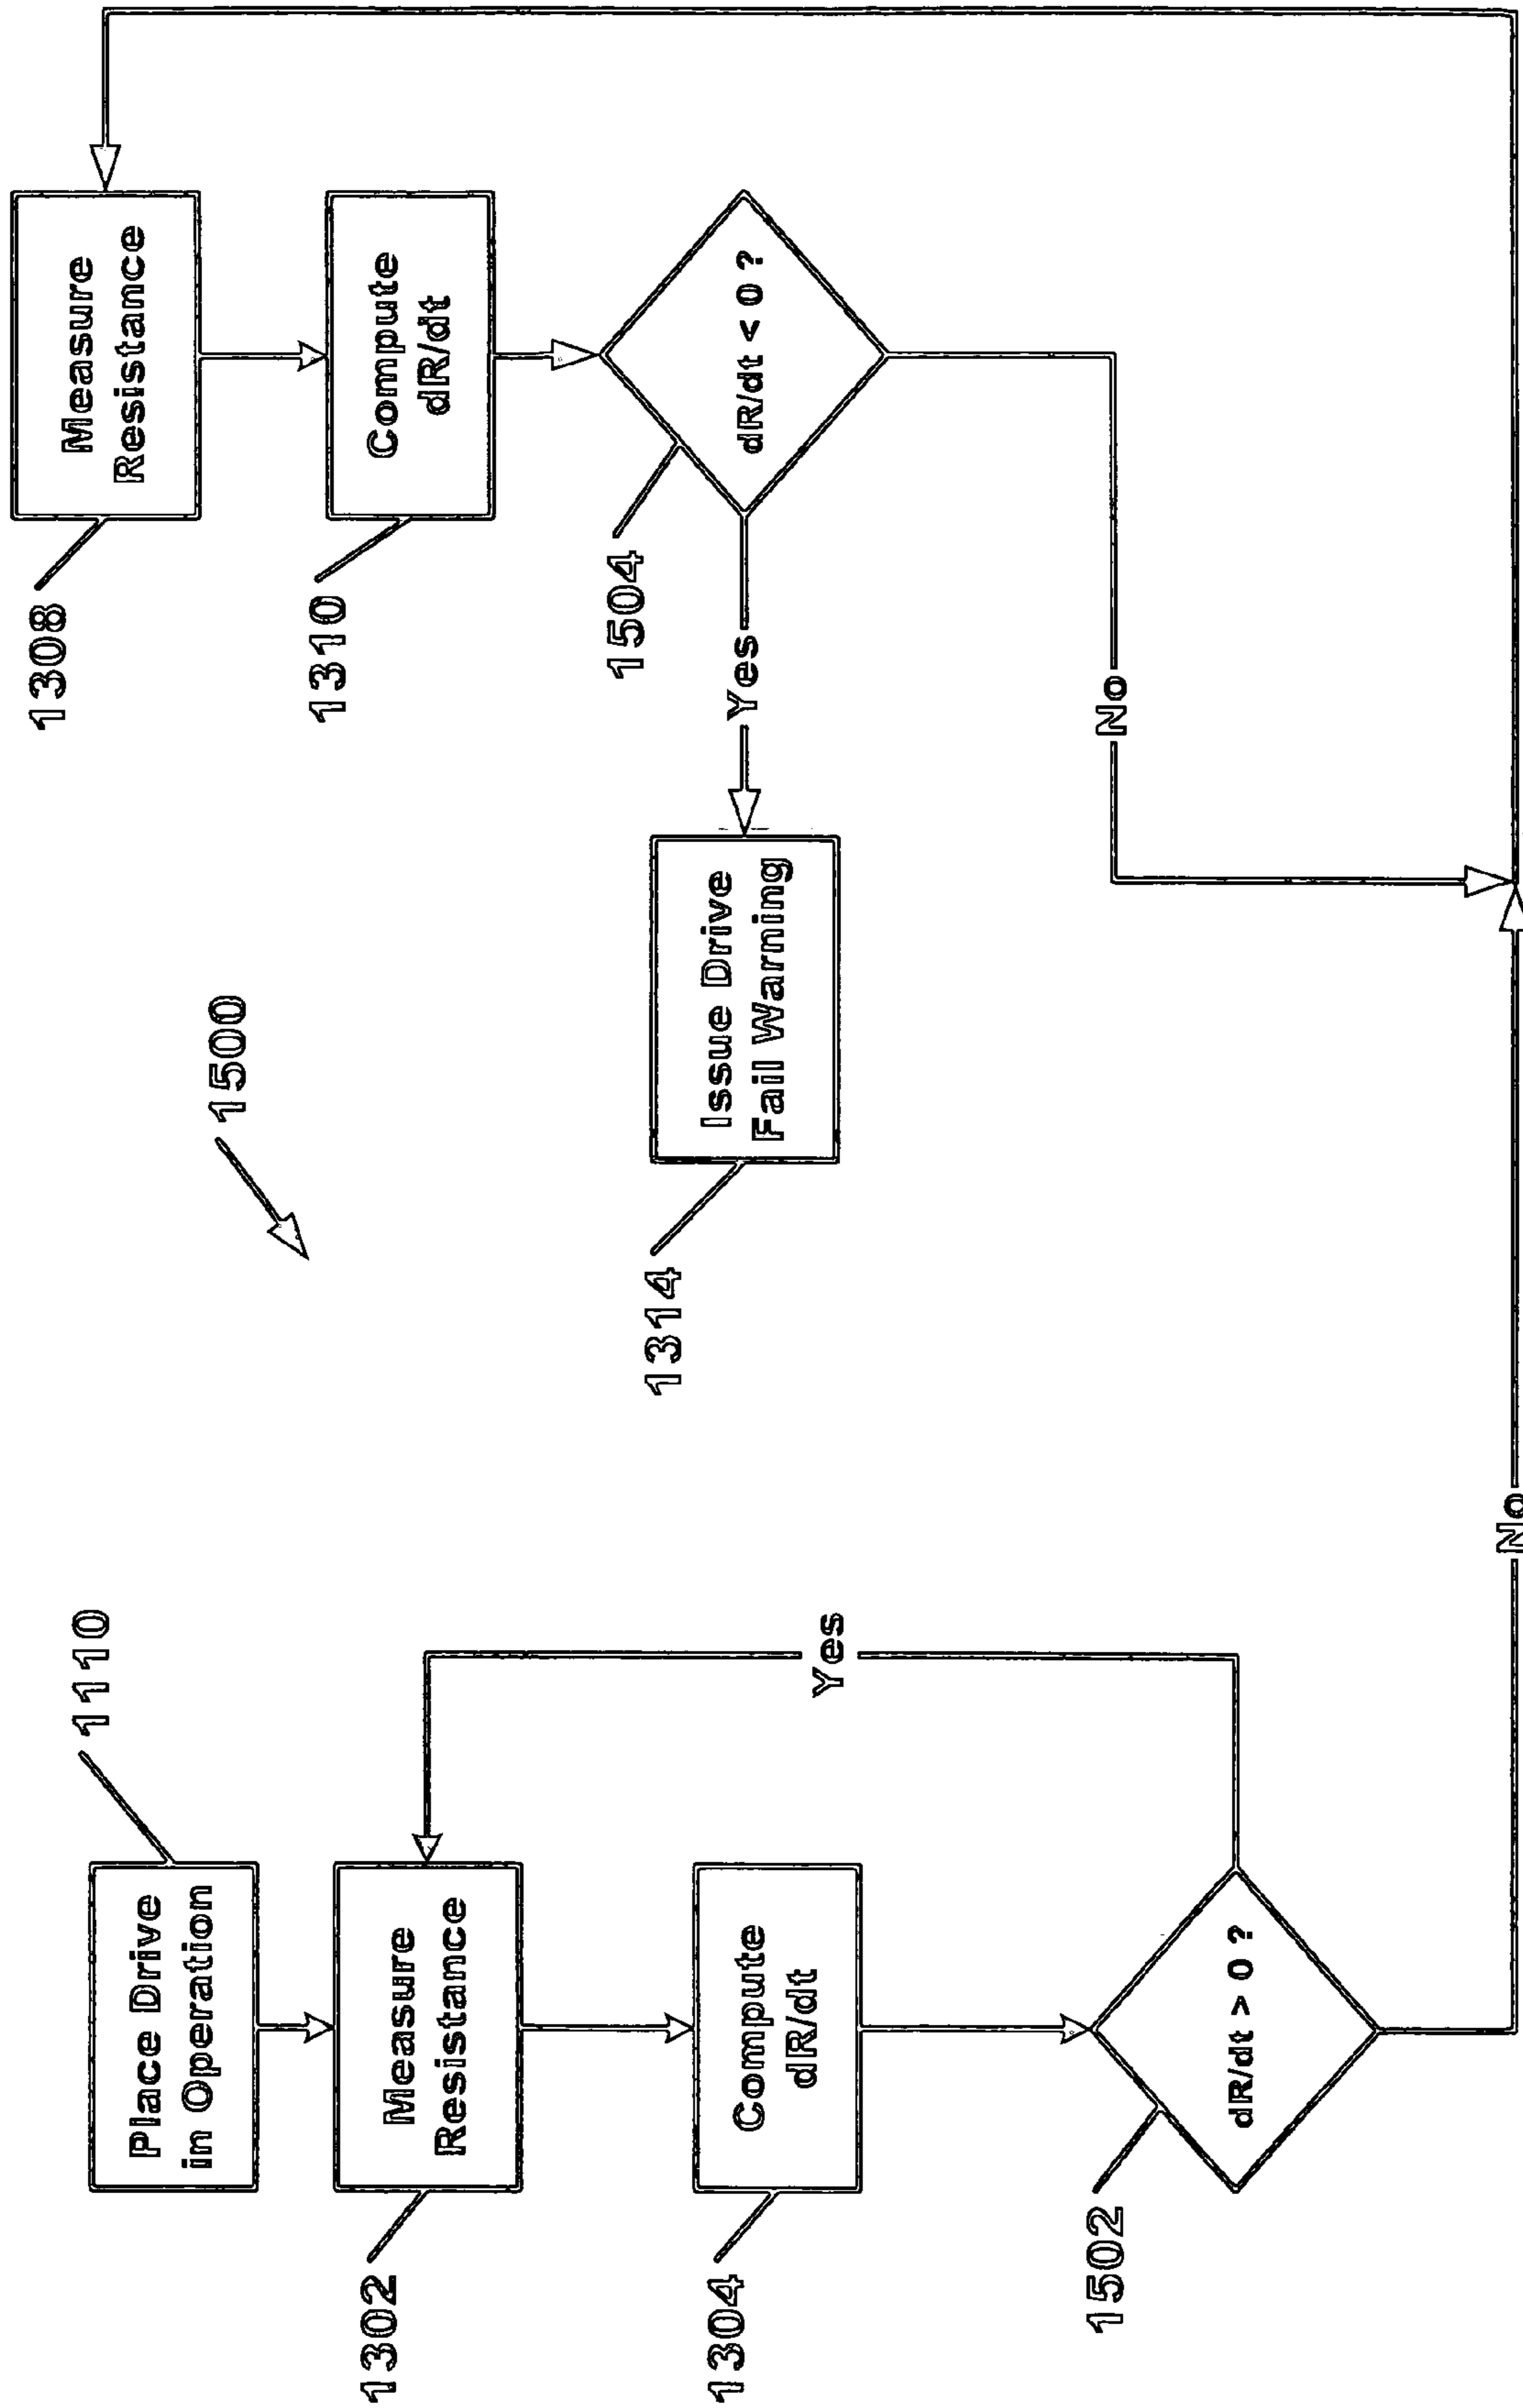 1110
Place Drive
in Operation
1302
Measure
Resistance
1304
Compute
dR/dt
1502
dR/dt > 0 ?
Yes
No
1500
1308
Measure
Resistance
1310
Compute
dR/dt
1504
dR/dt < 0 ?
Yes
No
1314
Issue Drive
Fail Warning